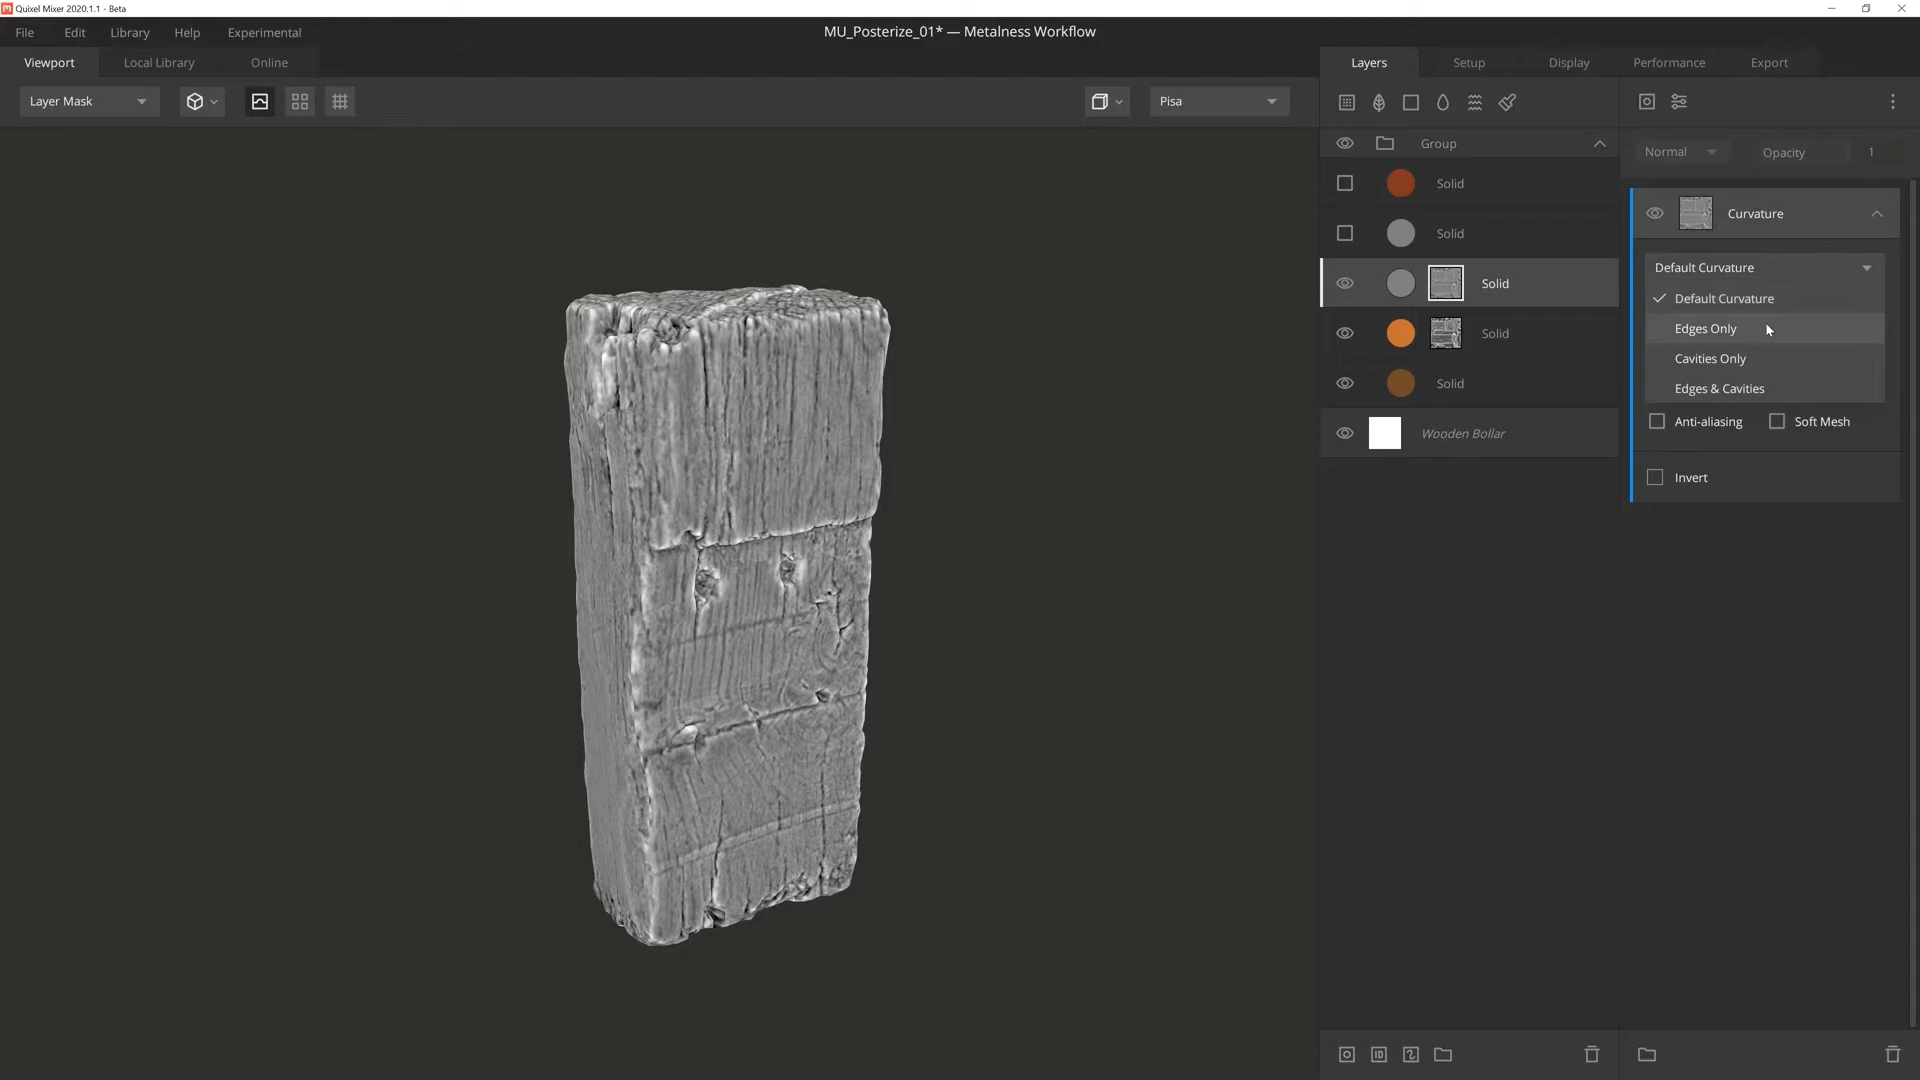 Quixel Mixer 2020.1.1 - Beta
File Edit Library Help Experimental
MU_Posterize_01* — Metalness Workflow
Viewport Local Library Online
Layers Setup Display Performance Export
Layer Mask
Pisa
Group
Normal Opacity 1
Solid
Curvature
Solid
Default Curvature
Solid
Default Curvature
Edges Only
Solid
Cavities Only
Solid
Edges & Cavities
Anti-aliasing Soft Mesh
Wooden Bollar
Invert
ID